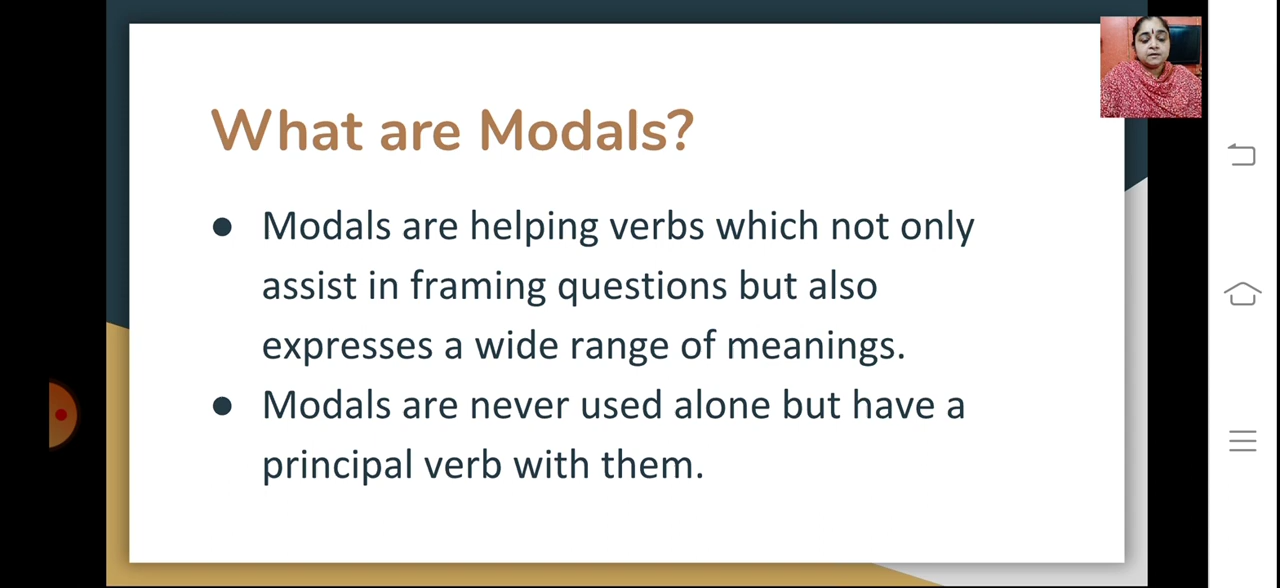 What are Modals?
● Modals are helping verbs which not only
assist in framing questions but also
expresses a wide range of meanings.
● Modals are never used alone but have a
principal verb with them.